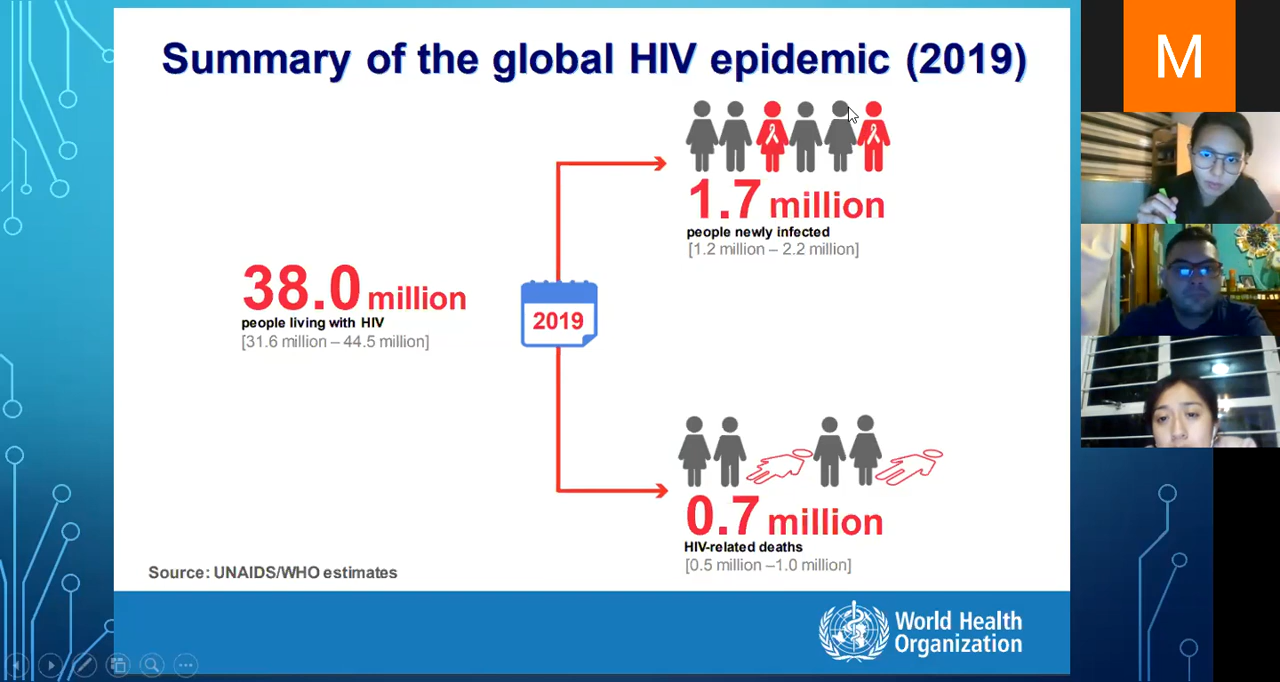 Summary of the global HIV epidemic (2019)
1.7 million
people newly infected
[1.2 million – 2.2 million]
38.0 million
people living with HIV
[31.6 million – 44.5 million]
2019
0.7 million
HIV-related deaths
[0.5 million –1.0 million]
Source: UNAIDS/WHO estimates
World Health
Organization
M